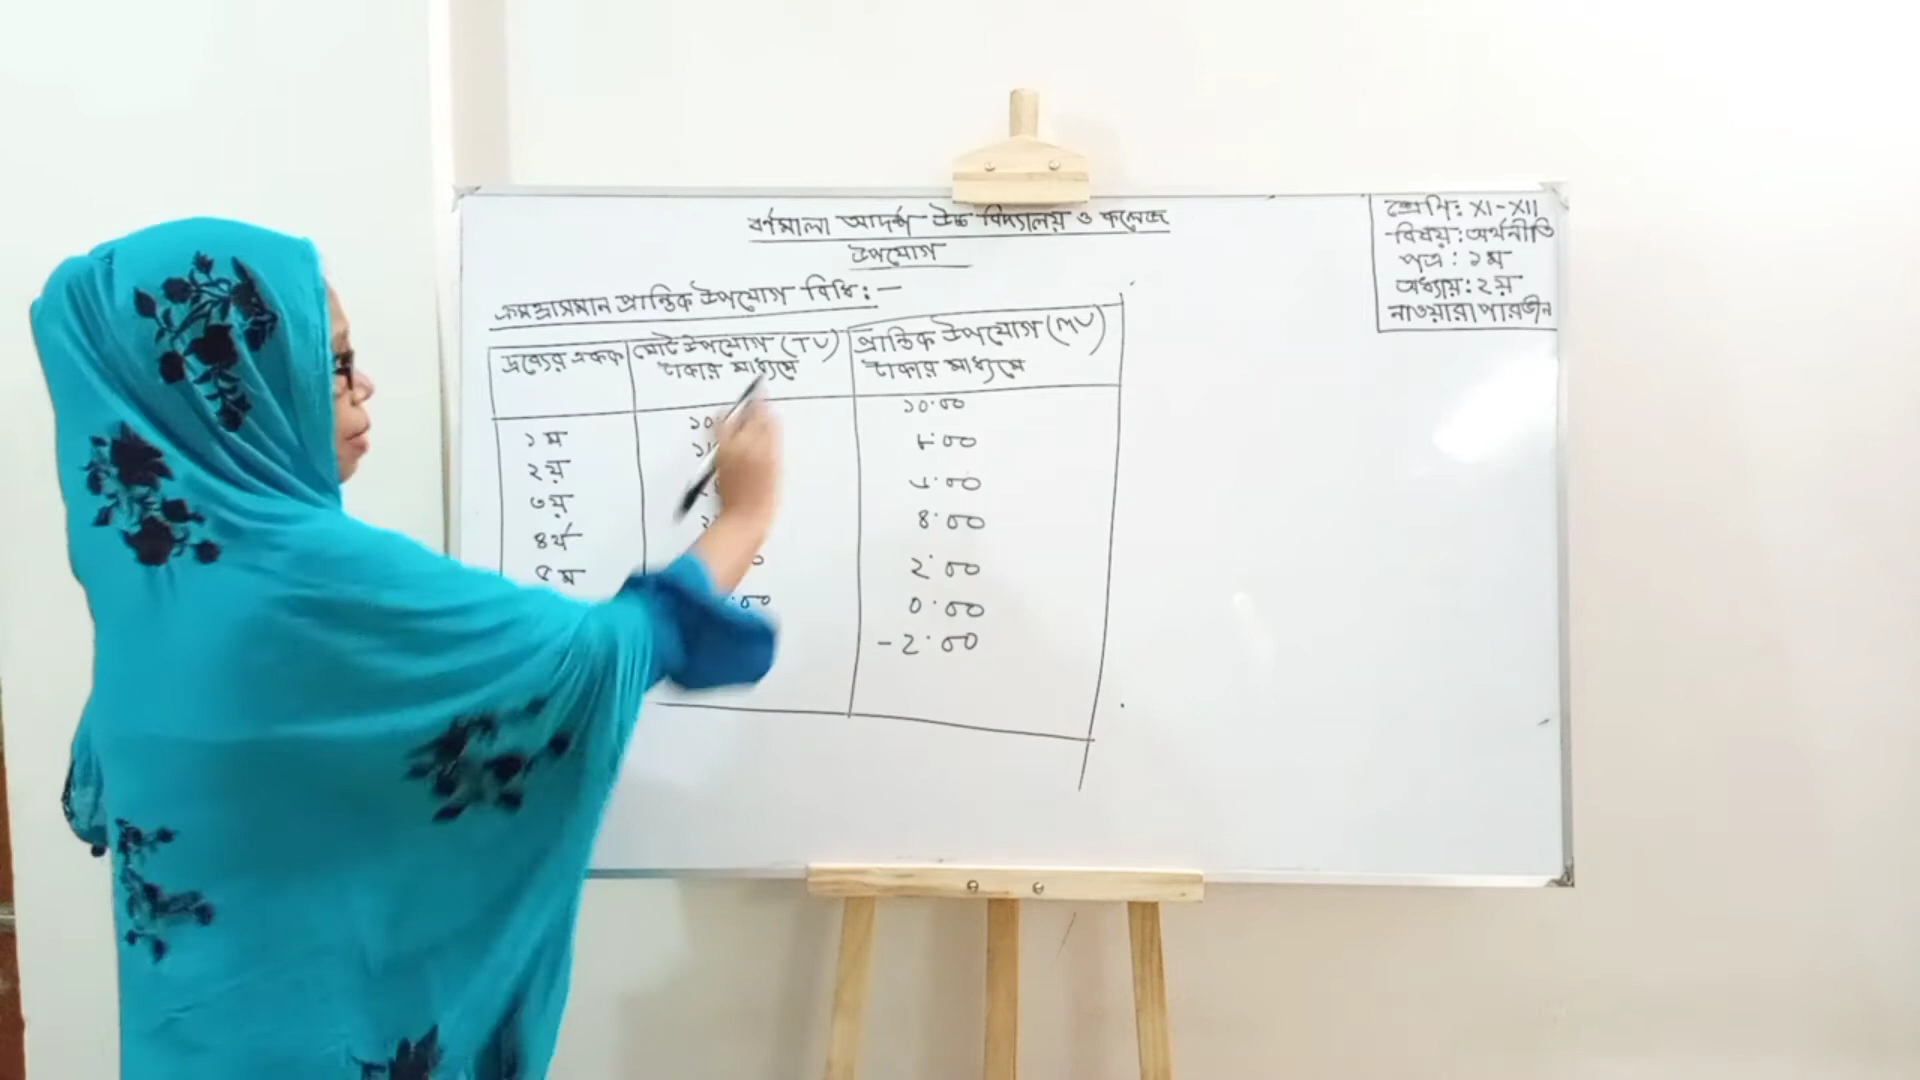 বর্ণমালা আদর্শ উচ্চ বিদ্যালয় ও কলেজ
উপযোগ
শ্রেণি: XI-XII
বিষয়: অর্থনীতি
পত্র: ১ম
অধ্যায়: ২য়
নাওয়ারা পারভীন
ক্রমহ্রাসমান প্রান্তিক উপযোগ বিধি:-
দ্রব্যের একক মোট উপযোগ (TU) টাকার মাধ্যমে প্রান্তিক উপযোগ (MU) টাকার মাধ্যমে
১ম ১০ ১০.০০
২য় .০০
৩য় .০০
৪র্থ ৪.০০
৫ম ২.০০
.০০ ০.০০
-২.০০